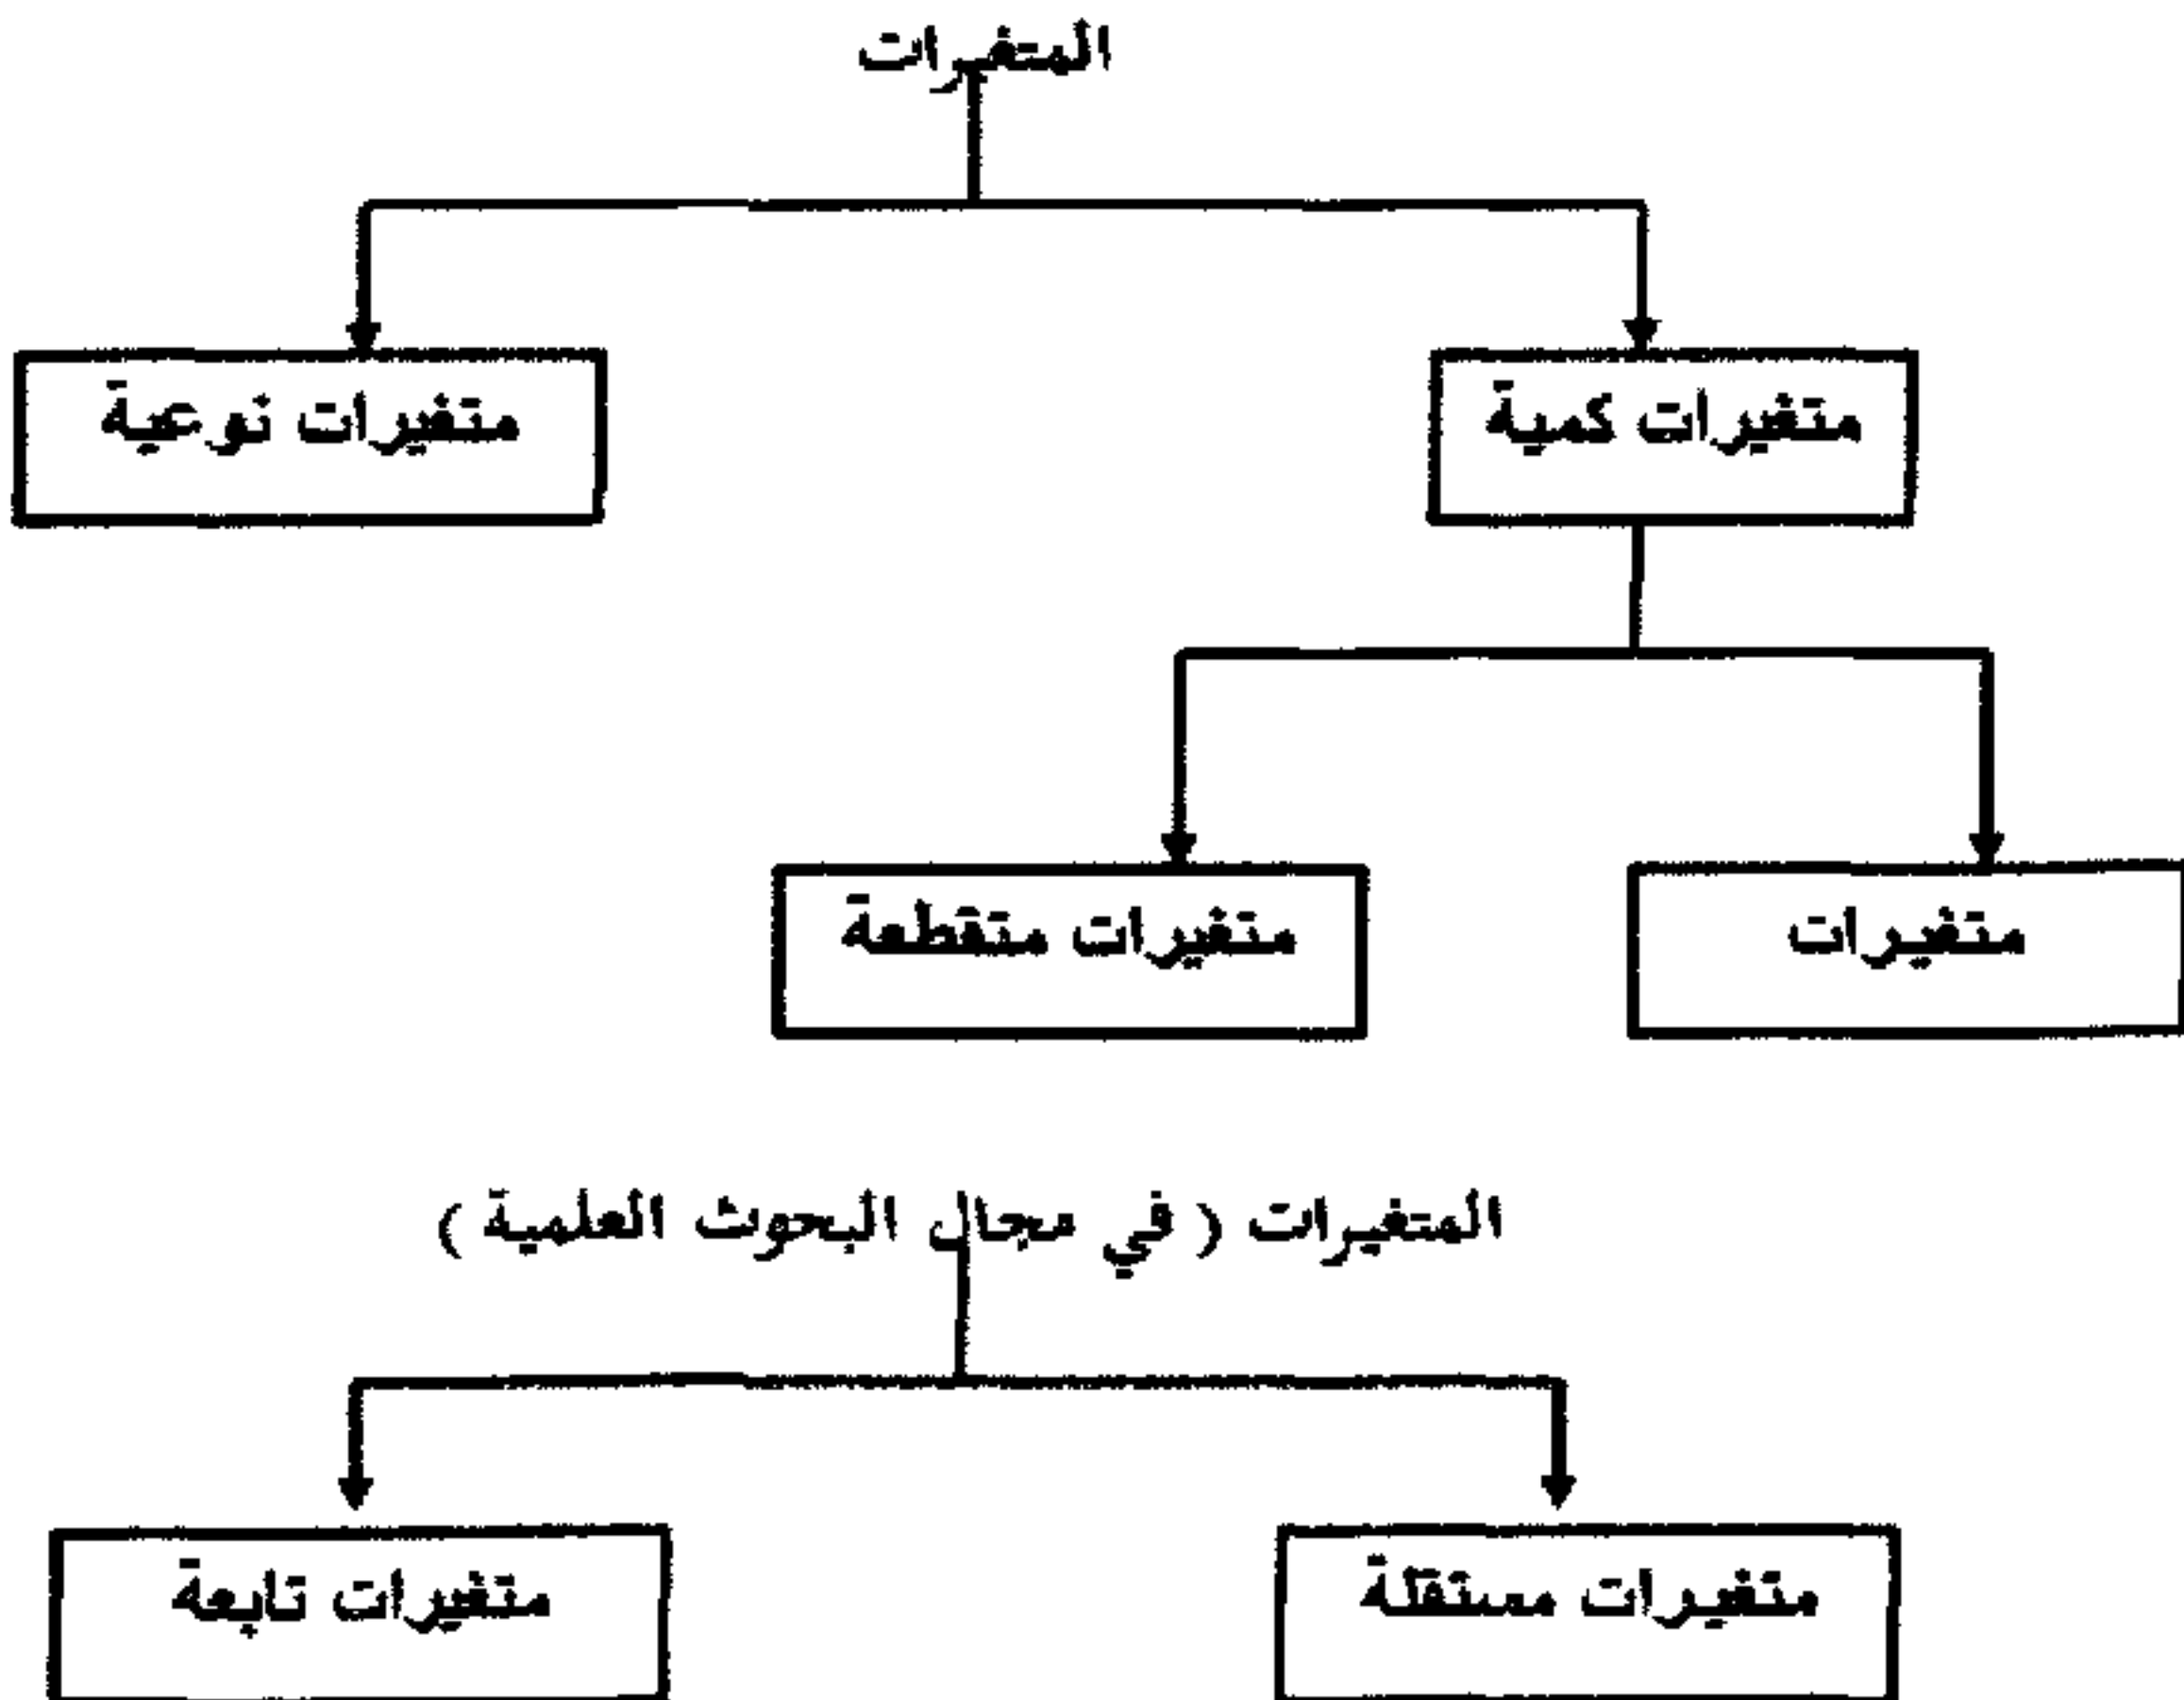 المتغيرات
متغيرات كمية
متغيرات نوعية
متغيرات
متغيرات متقطعة
المتغيرات ( في مجال البحوث العلمية )
متغيرات مستقلة
متغيرات تابعة